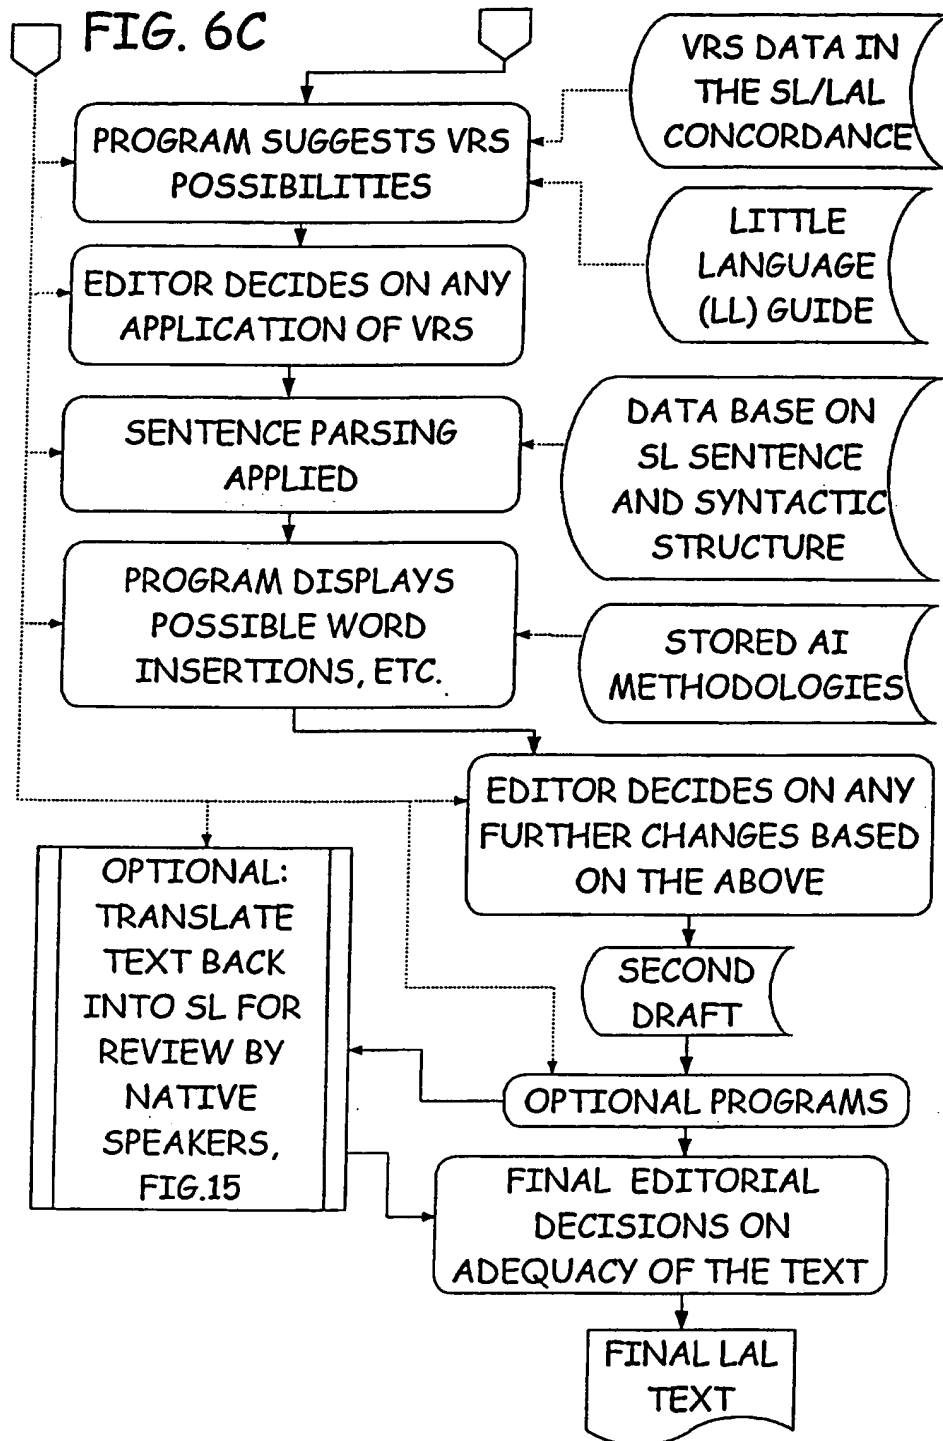 FIG. 6C
VRS DATA IN
THE SL/LAL
CONCORDANCE
PROGRAM SUGGESTS VRS
POSSIBILITIES
LITTLE
LANGUAGE
(LL) GUIDE
EDITOR DECIDES ON ANY
APPLICATION OF VRS
SENTENCE PARSING
APPLIED
DATA BASE ON
SL SENTENCE
AND SYNTACTIC
STRUCTURE
PROGRAM DISPLAYS
POSSIBLE WORD
INSERTIONS, ETC.
STORED AI
METHODOLOGIES
EDITOR DECIDES ON ANY
FURTHER CHANGES BASED
ON THE ABOVE
OPTIONAL:
TRANSLATE
TEXT BACK
INTO SL FOR
REVIEW BY
NATIVE
SPEAKERS,
FIG.15
SECOND
DRAFT
OPTIONAL PROGRAMS
FINAL EDITORIAL
DECISIONS ON
ADEQUACY OF THE TEXT
FINAL LAL
TEXT